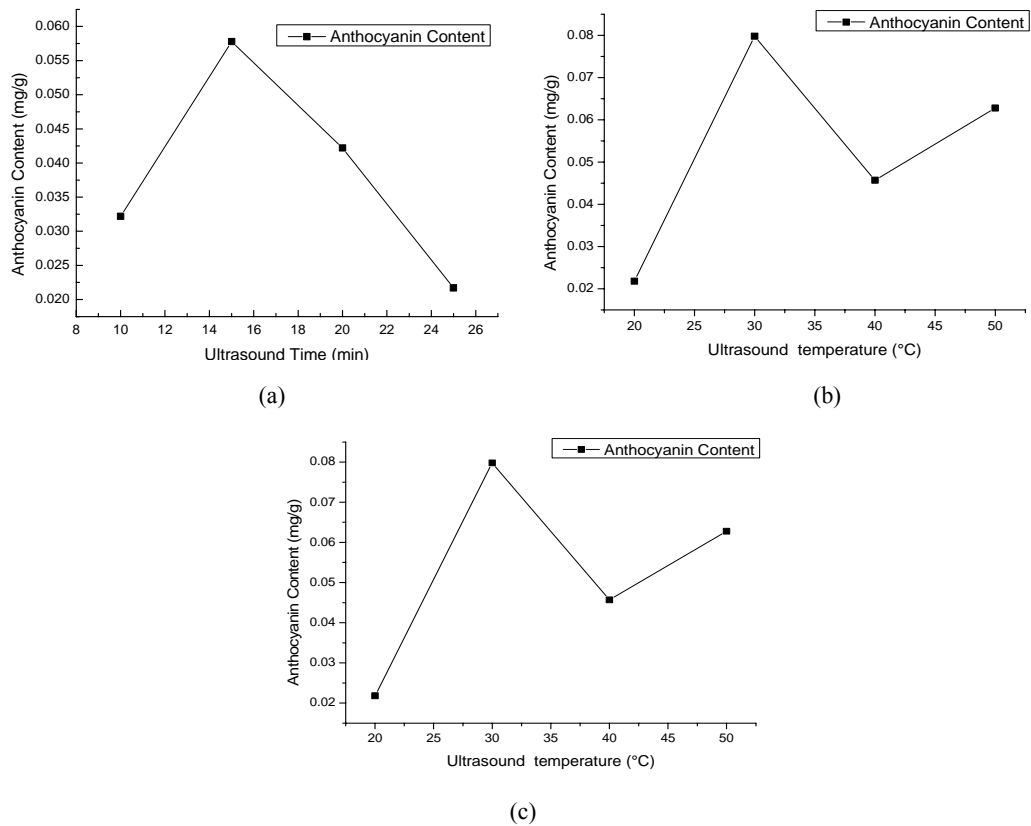 Anthocyanin Content
0.060
0.055
0.050
0.045
0.040
0.035
0.030
0.025
0.020
Anthocyanin Content (mg/g)
8 10 12 14 16 18 20 22 24 26
Ultrasound Time (min)
(a)
Anthocyanin Content
0.08
0.07
0.06
0.05
0.04
0.03
0.02
Anthocyanin Content (mg/g)
20 25 30 35 40 45 50
Ultrasound temperature (°C)
(b)
Anthocyanin Content
0.08
0.07
0.06
0.05
0.04
0.03
0.02
Anthocyanin Content (mg/g)
20 25 30 35 40 45 50
Ultrasound temperature (°C)
(c)